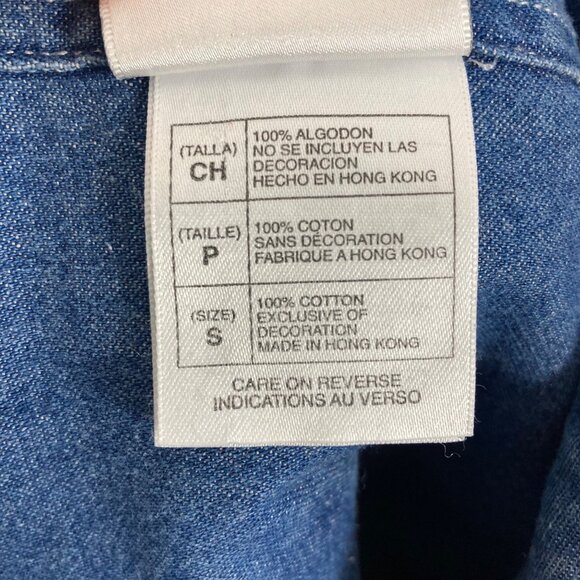 (TALLA)
CH
100% ALGODON
NO SE INCLUYEN LAS
DECORACION
HECHO EN HONG KONG
(TAILLE)
P
100% COTON
SANS DÉCORATION
FABRIQUE A HONG KONG
(SIZE)
S
100% COTTON
EXCLUSIVE OF
DECORATION
MADE IN HONG KONG
CARE ON REVERSE
INDICATIONS AU VERSO